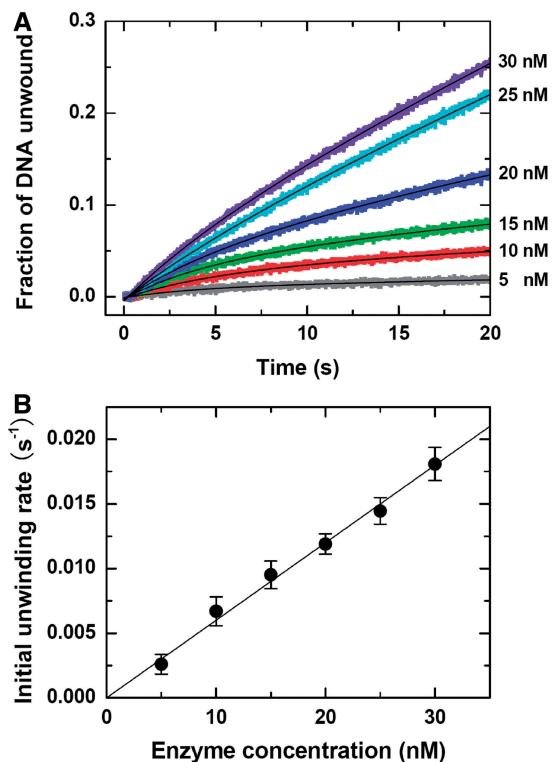 A
Fraction of DNA unwound
0.3
0.2
0.1
0.0
0
5
10
15
20
Time (s)
30 nM
25 nM
20 nM
15 nM
10 nM
5 nM
B
Initial unwinding rate (s⁻¹)
0.020
0.015
0.010
0.005
0.000
0
10
20
30
Enzyme concentration (nM)